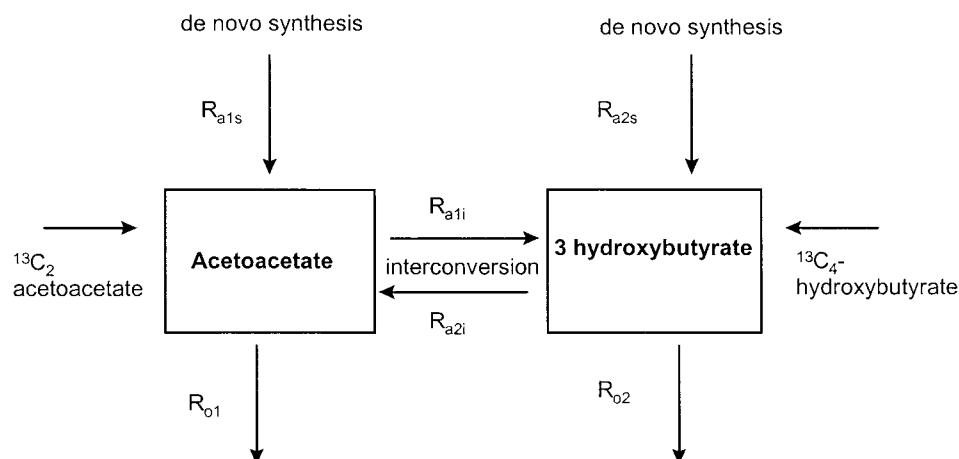 de novo synthesis
de novo synthesis
Ra1s
Ra2s
Ra1i
Acetoacetate
interconversion
3 hydroxybutyrate
Ra2i
13C2
acetoacetate
13C4-
hydroxybutyrate
Ro1
Ro2